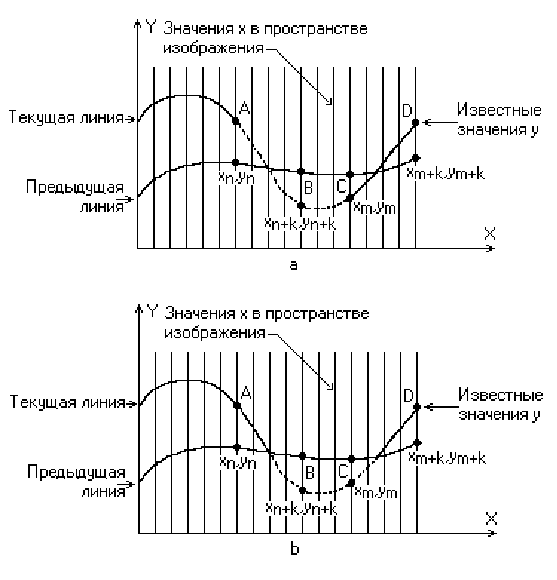 Y Значения x в пространстве
изображения
A
D
Текущая линия
Известные
значения y
xn,yn
B
C
xm+k,ym+k
Предыдущая
линия
xn+k,yn+k
xm,ym
X
a
Y Значения x в пространстве
изображения
A
D
Текущая линия
Известные
значения y
xn,yn
B
C
xm+k,ym+k
Предыдущая
линия
xn+k,yn+k
xm,ym
X
b